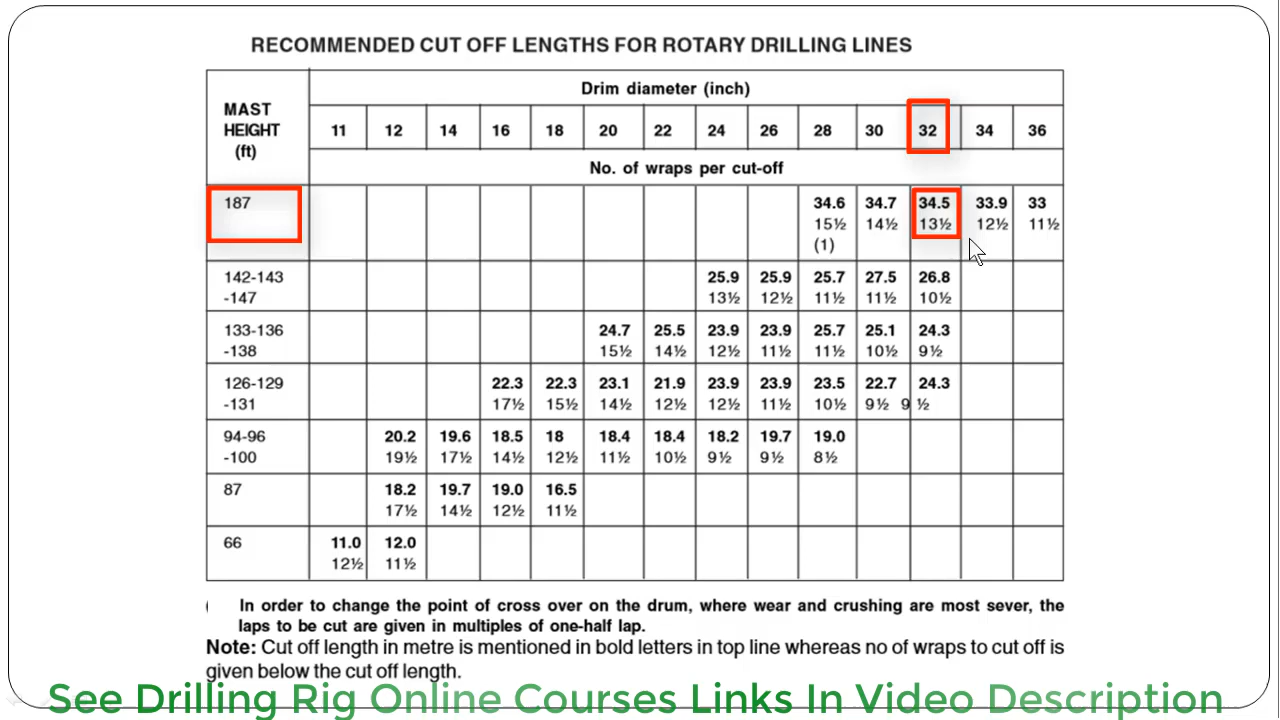 RECOMMENDED CUT OFF LENGTHS FOR ROTARY DRILLING LINES
MAST HEIGHT (ft)
Drim diameter (inch)
11 12 14 16 18 20 22 24 26 28 30 32 34 36
No. of wraps per cut-off
187 34.6 34.7 34.5 33.9 33
15½ 14½ 13½ 12½ 11½
(1)
142-143 25.9 25.9 25.7 27.5 26.8
-147 13½ 12½ 11½ 11½ 10½
133-136 24.7 25.5 23.9 23.9 25.7 25.1 24.3
-138 15½ 14½ 12½ 11½ 11½ 10½ 9½
126-129 22.3 22.3 23.1 21.9 23.9 23.9 23.5 22.7 24.3
-131 17½ 15½ 14½ 12½ 12½ 11½ 10½ 9½ 9 ½
94-96 20.2 19.6 18.5 18 18.4 18.4 18.2 19.7 19.0
-100 19½ 17½ 14½ 12½ 11½ 10½ 9½ 9½ 8½
87 18.2 19.7 19.0 16.5
17½ 14½ 12½ 11½
66 11.0 12.0
12½ 11½
( In order to change the point of cross over on the drum, where wear and crushing are most sever, the
laps to be cut are given in multiples of one-half lap.
Note: Cut off length in metre is mentioned in bold letters in top line whereas no of wraps to cut off is
given below the cut off length.
See Drilling Rig Online Courses Links In Video Description